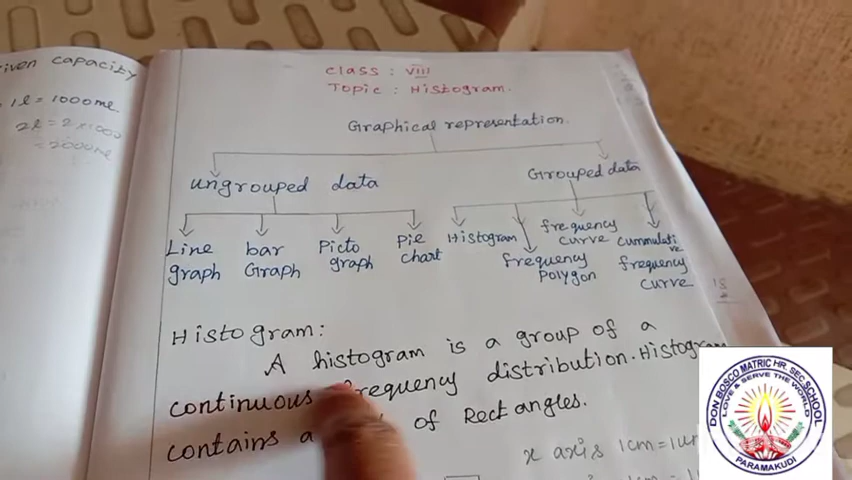 iven capacity
1l = 1000ml
2l = 2 x 1000
= 2000ml
Class : VIII
Topic : Histogram.
Graphical representation.
ungrouped data
Grouped data
Line graph
bar Graph
Picto graph
Pie chart
Histogram
frequency Polygon
frequency curve
Cummulative frequency curve
Histogram:
A histogram is a group of a
continuous frequency distribution. Histogram
contains a of Rectangles.
x axis 1cm = 1un
DON BOSCO MATRIC HR. SEC SCHOOL
LOVE & SERVE THE WORLD
PARAMAKUDI